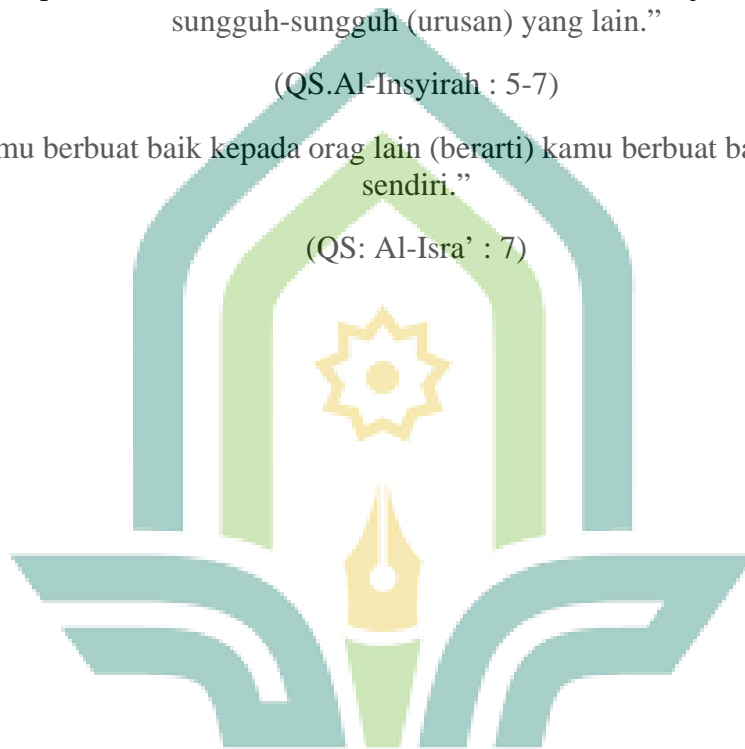 sungguh-sungguh (urusan) yang lain.”
(QS.Al-Insyirah : 5-7)
mu berbuat baik kepada orag lain (berarti) kamu berbuat ba
sendiri.”
(QS: Al-Isra’ : 7)